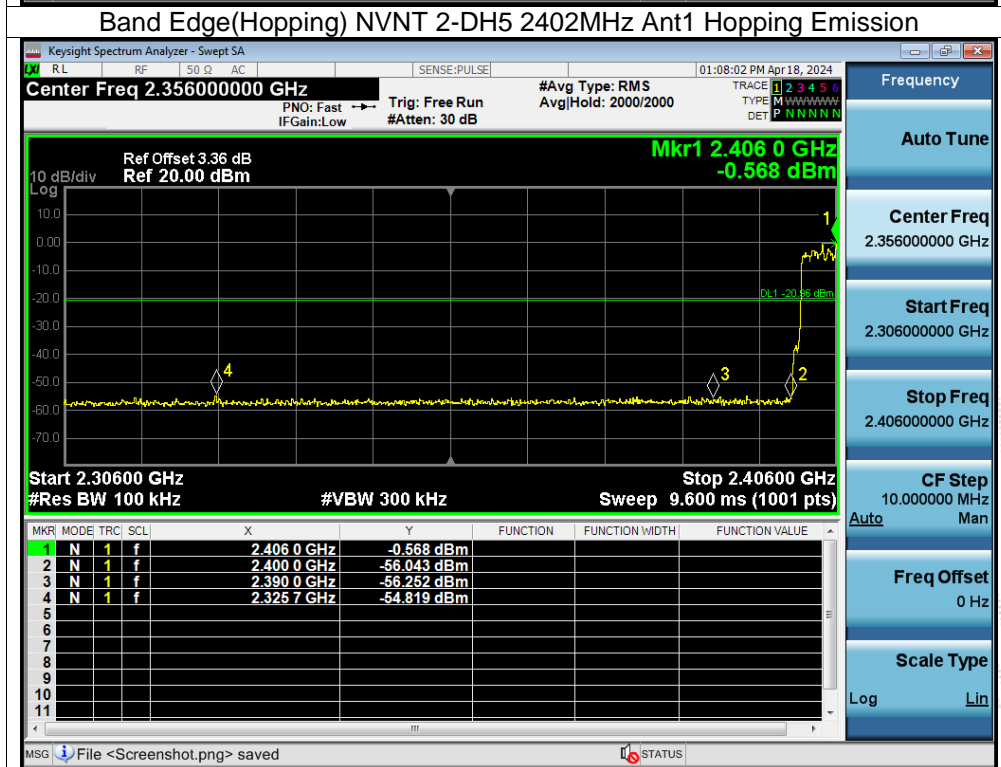 Band Edge(Hopping) NVNT 2-DH5 2402MHz Ant1 Hopping Emission
Keysight Spectrum Analyzer - Swept SA
LXI RL RF 50 Ω AC SENSE:PULSE 01:08:02 PM Apr 18, 2024
Center Freq 2.356000000 GHz #Avg Type: RMS TRACE 1 2 3 4 5 6
PNO: Fast Trig: Free Run Avg|Hold: 2000/2000 TYPE M WWWWW
IFGain:Low #Atten: 30 dB DET P N N N N N
Frequency
Auto Tune
Center Freq
2.356000000 GHz
Start Freq
2.306000000 GHz
Stop Freq
2.406000000 GHz
CF Step
10.000000 MHz
Auto Man
Freq Offset
0 Hz
Scale Type
Log Lin
Mkr1 2.406 0 GHz
-0.568 dBm
Ref Offset 3.36 dB
10 dB/div Ref 20.00 dBm
Log
10.0
0.00
-10.0
-20.0
-30.0
-40.0
-50.0
-60.0
-70.0
1
DL1 -20.96 dBm
4
3
2
Start 2.30600 GHz Stop 2.40600 GHz
#Res BW 100 kHz #VBW 300 kHz Sweep 9.600 ms (1001 pts)
MKR MODE TRC SCL X Y FUNCTION FUNCTION WIDTH FUNCTION VALUE
1 N 1 f 2.406 0 GHz -0.568 dBm
2 N 1 f 2.400 0 GHz -56.043 dBm
3 N 1 f 2.390 0 GHz -56.252 dBm
4 N 1 f 2.325 7 GHz -54.819 dBm
5
6
7
8
9
10
11
MSG File <Screenshot.png> saved STATUS